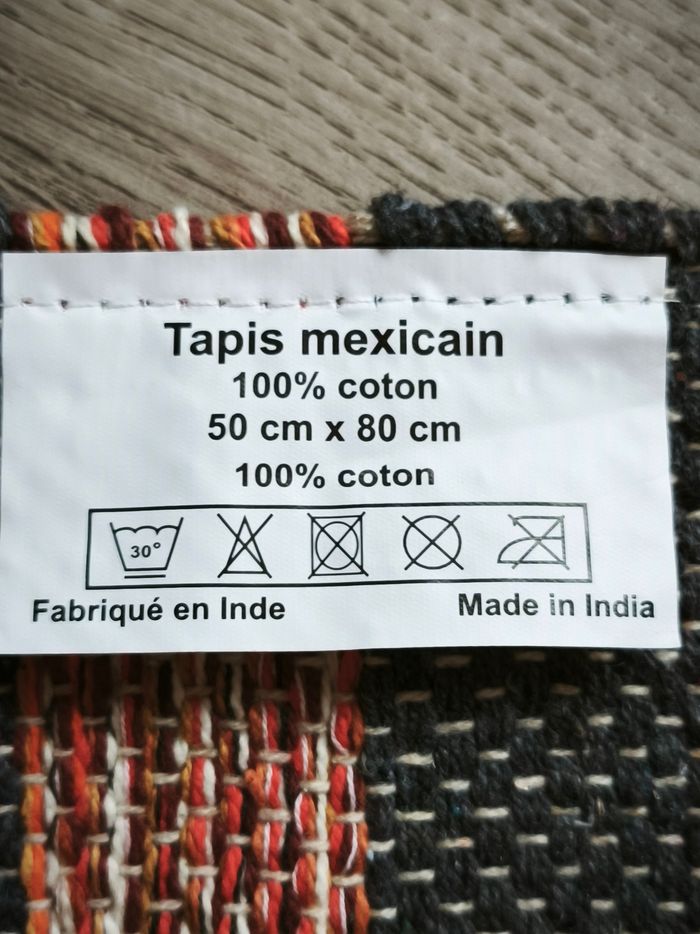 Tapis mexicain
100% coton
50 cm x 80 cm
100% coton
30°
Fabriqué en Inde
Made in India